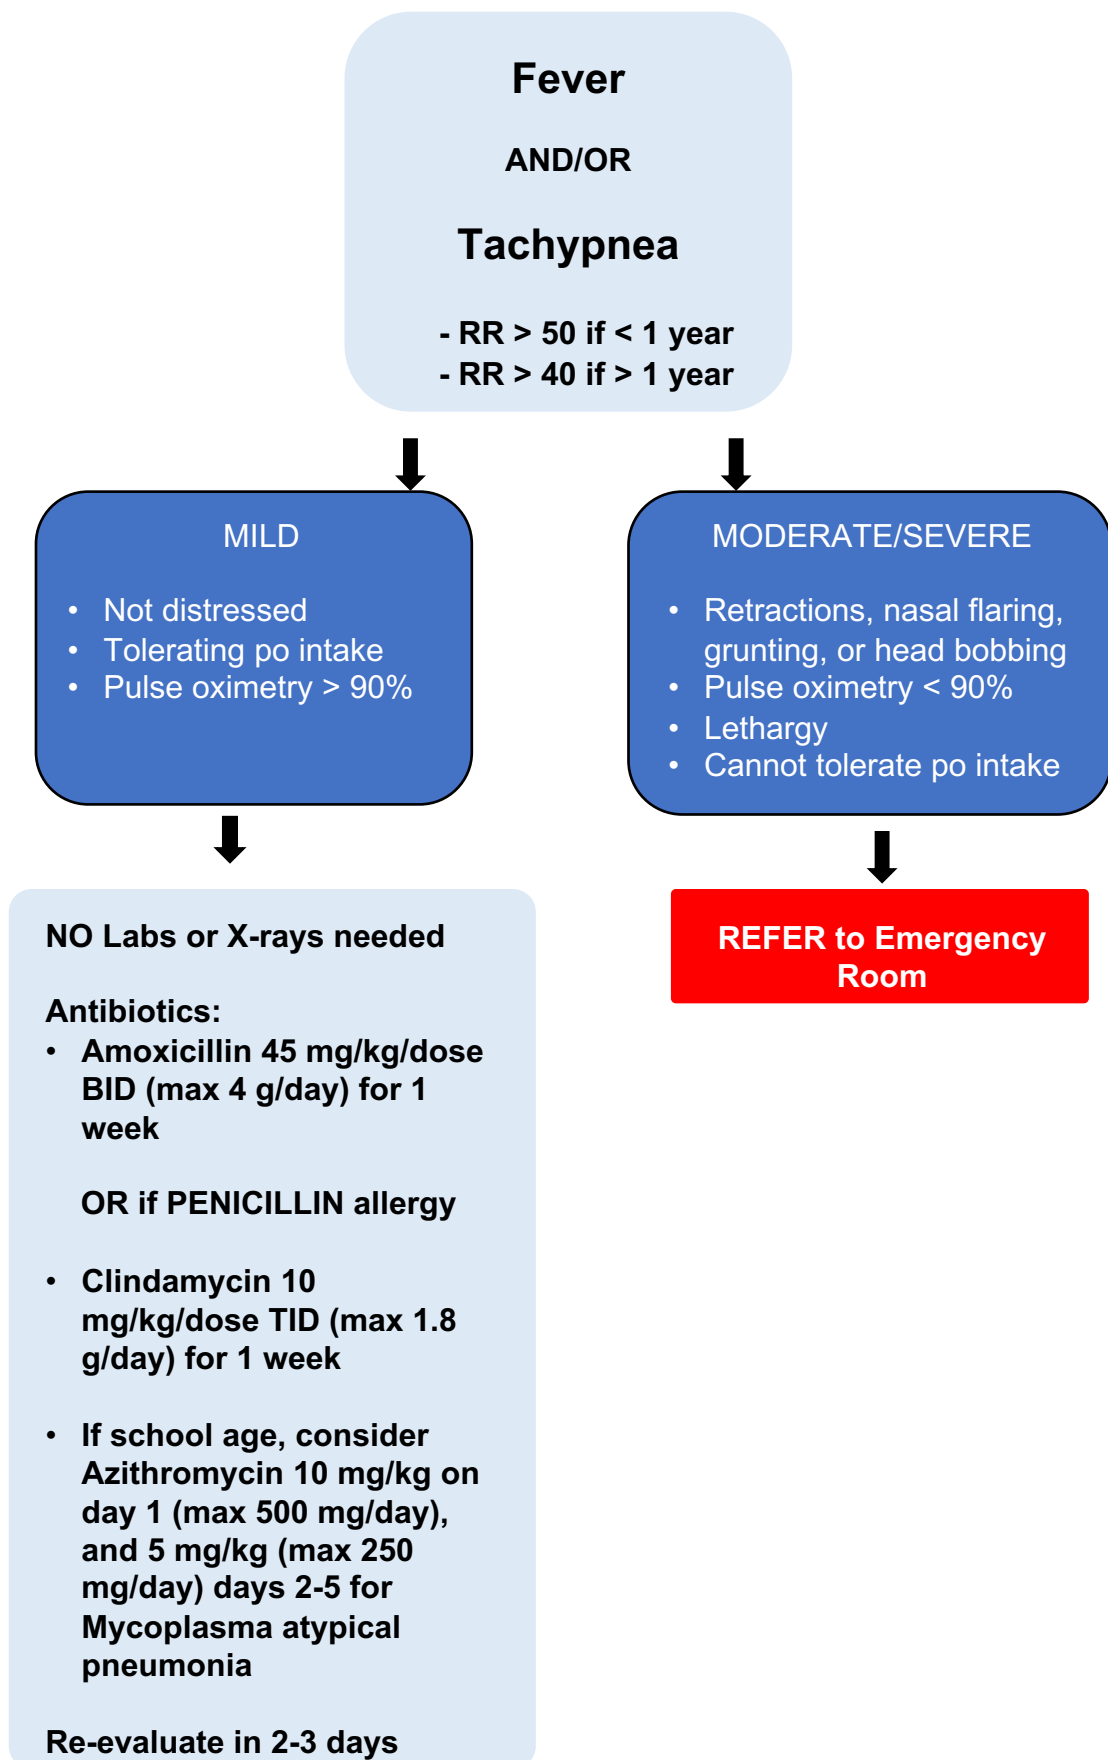 Fever
AND/OR
Tachypnea
- RR > 50 if < 1 year
- RR > 40 if > 1 year
MILD
• Not distressed
• Tolerating po intake
• Pulse oximetry > 90%
MODERATE/SEVERE
• Retractions, nasal flaring,
grunting, or head bobbing
• Pulse oximetry < 90%
• Lethargy
• Cannot tolerate po intake
NO Labs or X-rays needed
Antibiotics:
• Amoxicillin 45 mg/kg/dose
BID (max 4 g/day) for 1
week
OR if PENICILLIN allergy
• Clindamycin 10
mg/kg/dose TID (max 1.8
g/day) for 1 week
• If school age, consider
Azithromycin 10 mg/kg on
day 1 (max 500 mg/day),
and 5 mg/kg (max 250
mg/day) days 2-5 for
Mycoplasma atypical
pneumonia
Re-evaluate in 2-3 days
REFER to Emergency
Room